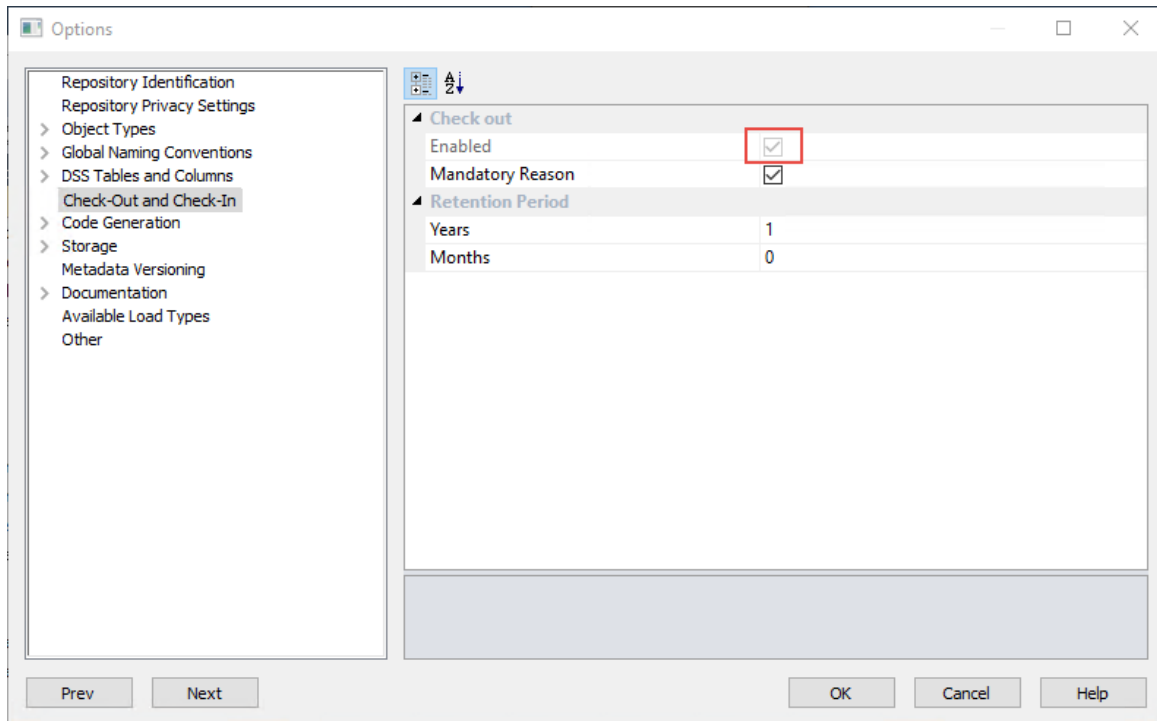 Options
Repository Identification
Repository Privacy Settings
Object Types
Global Naming Conventions
DSS Tables and Columns
Check-Out and Check-In
Code Generation
Storage
Metadata Versioning
Documentation
Available Load Types
Other
Check out
Enabled
Mandatory Reason
Retention Period
Years 1
Months 0
Prev Next OK Cancel Help